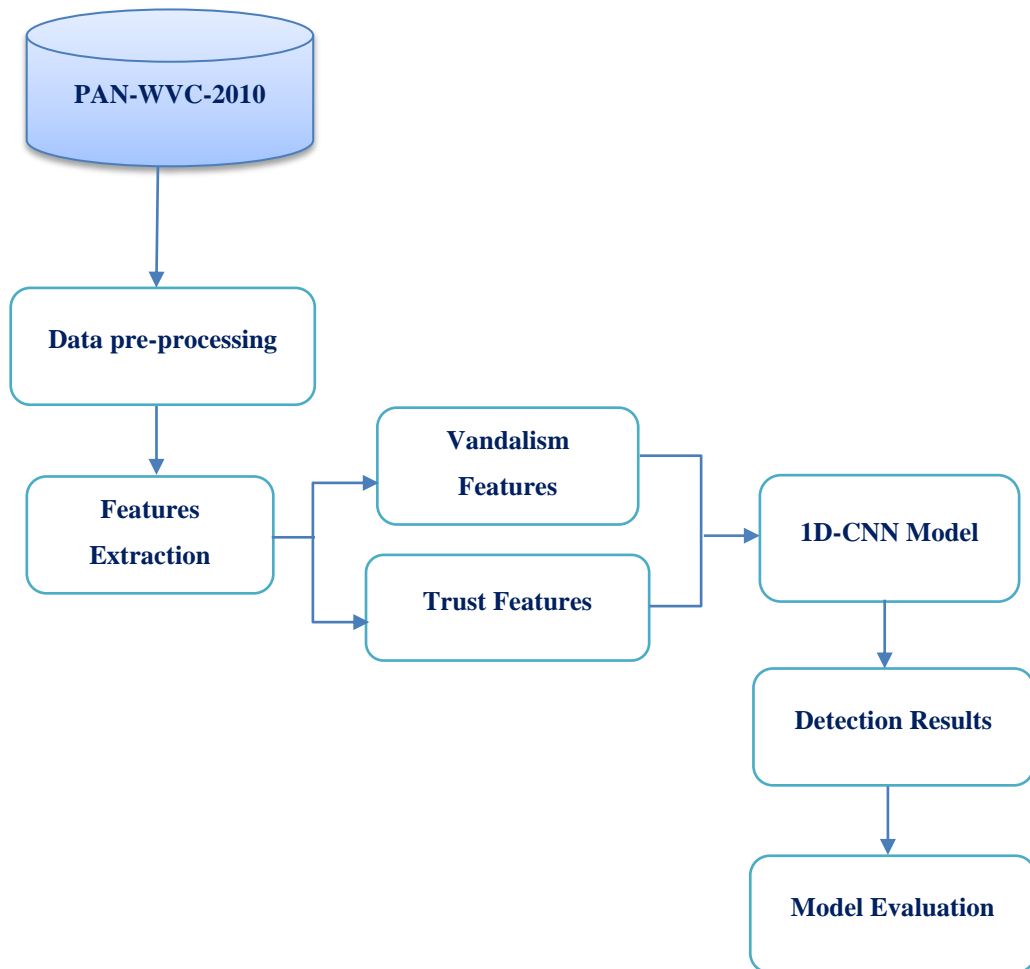 PAN-WVC-2010
Data pre-processing
Features
Extraction
Vandalism
Features
Trust Features
1D-CNN Model
Detection Results
Model Evaluation